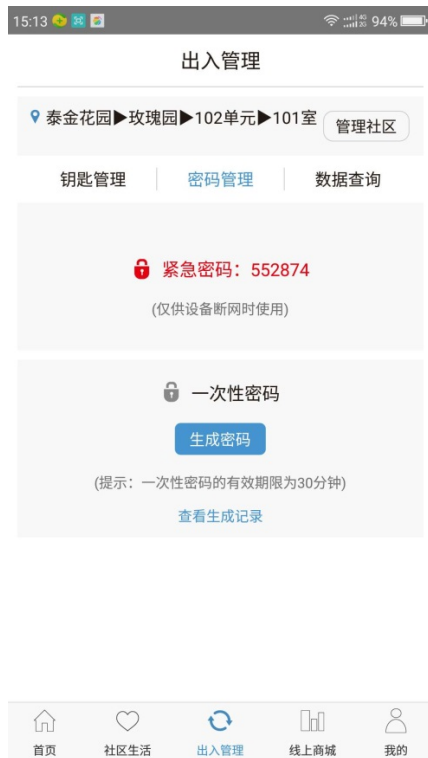 15:13 4G 2G 94%
出入管理
泰金花园▶玫瑰园▶102单元▶101室 管理社区
钥匙管理 密码管理 数据查询
紧急密码：552874
(仅供设备断网时使用)
一次性密码
生成密码
(提示：一次性密码的有效期限为30分钟)
查看生成记录
首页 社区生活 出入管理 线上商城 我的